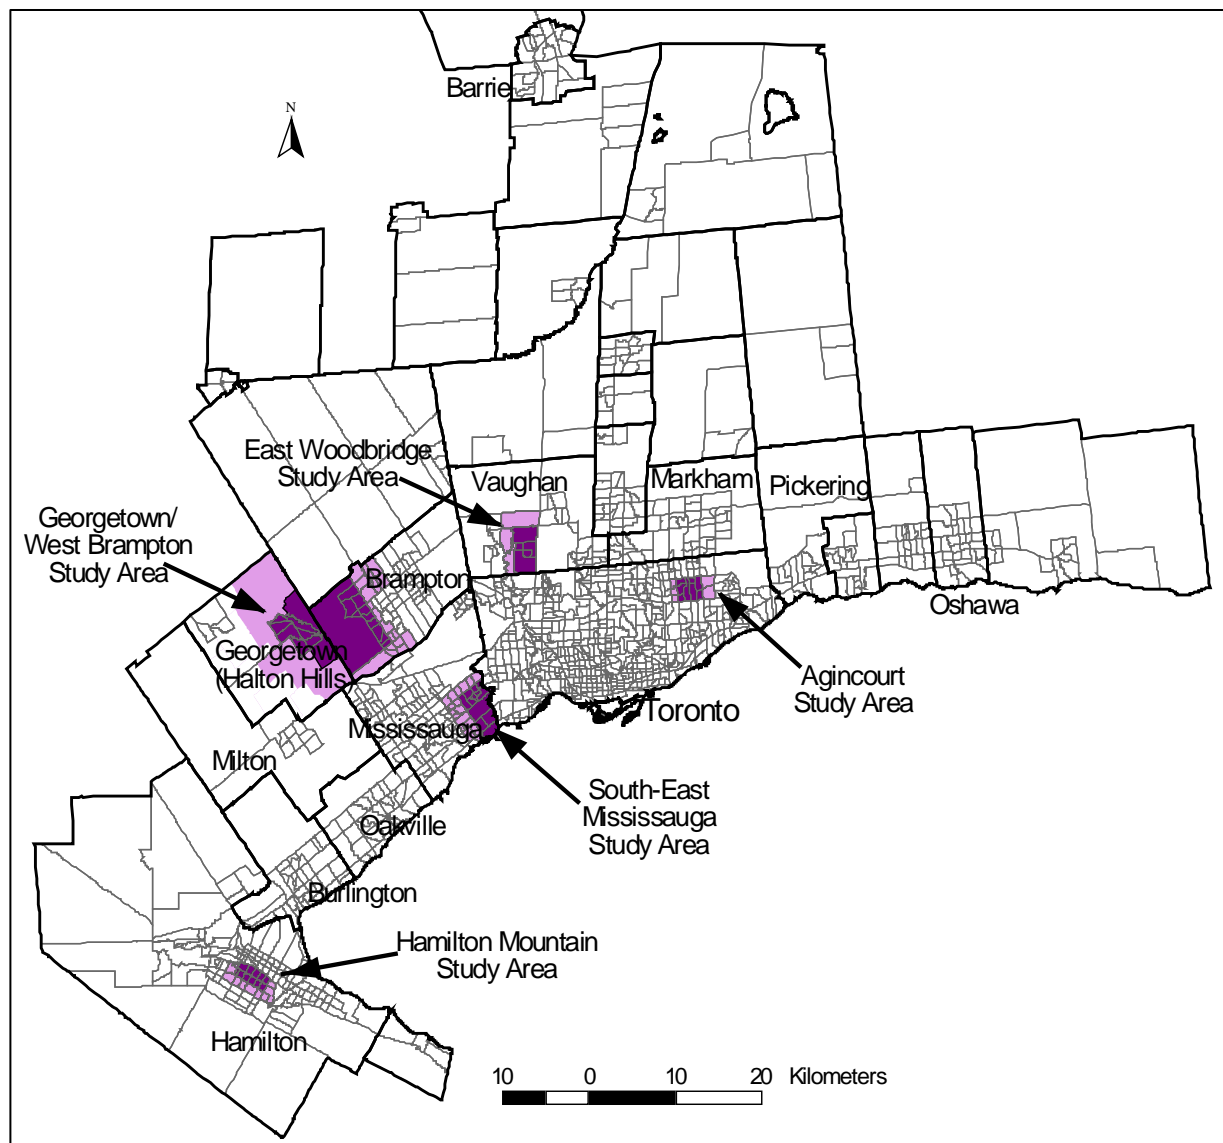 Barrie
N
East Woodbridge
Study Area
Vaughan
Markham
Pickering
Georgetown/
West Brampton
Study Area
Brampton
Oshawa
Georgetown
(Halton Hills
Agincourt
Study Area
Toronto
Mississauga
Milton
South-East
Mississauga
Study Area
Oakville
Burlington
Hamilton Mountain
Study Area
Hamilton
10 0 10 20 Kilometers